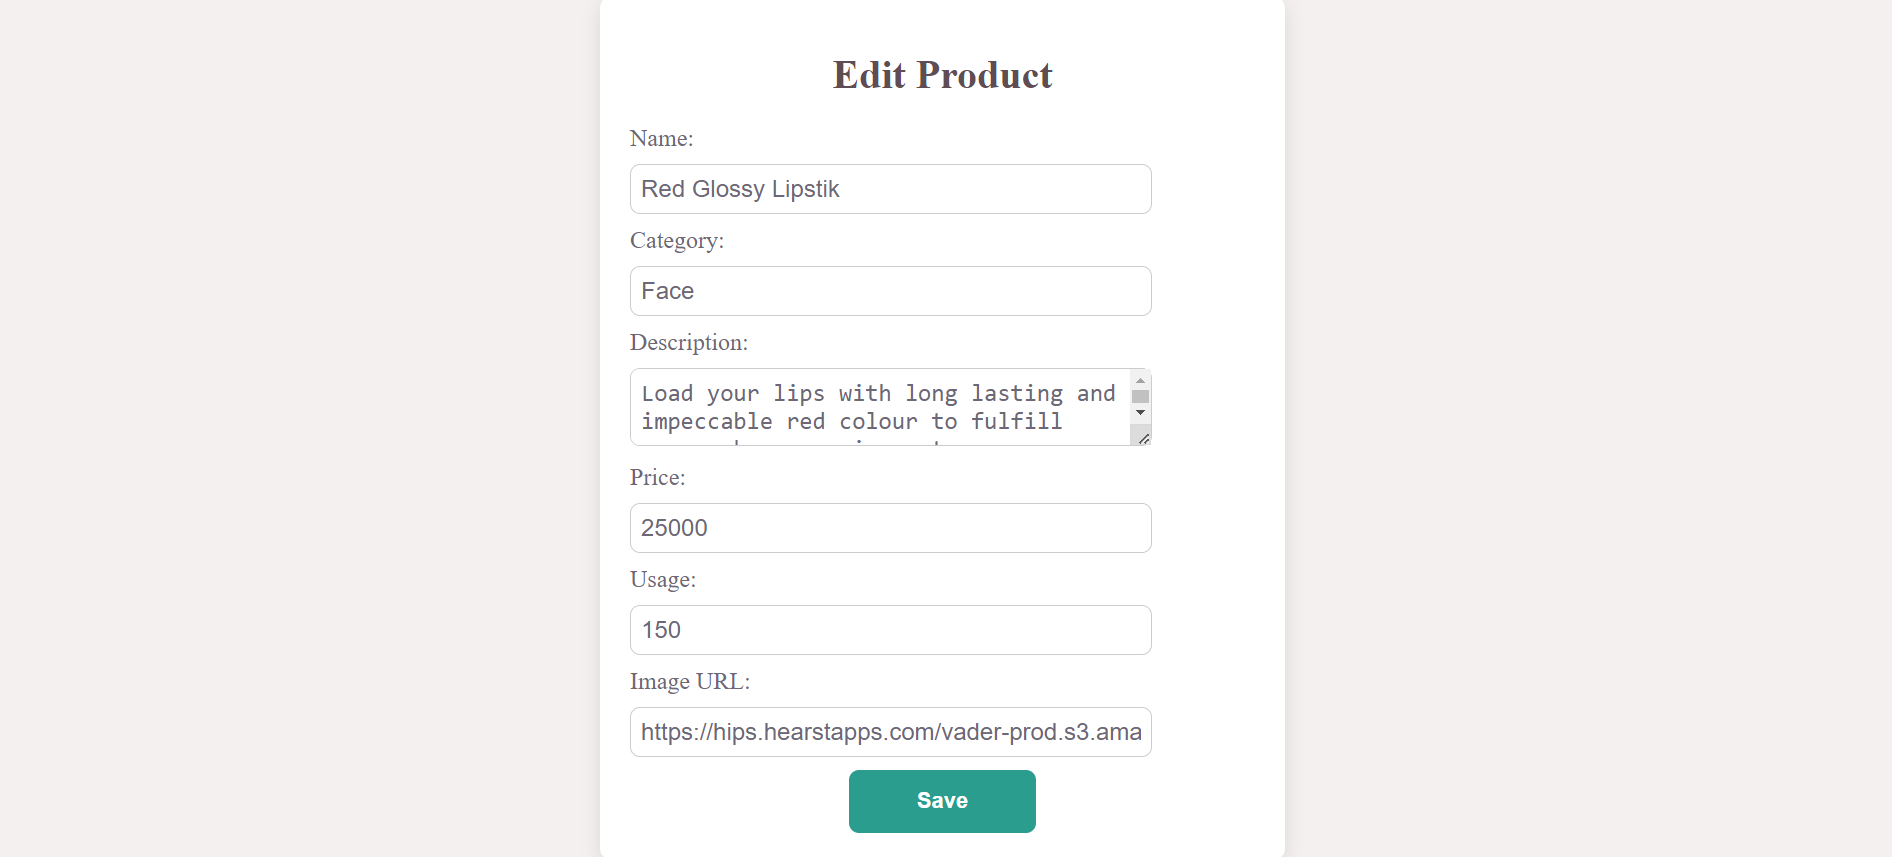 Edit Product
Name:
Red Glossy Lipstik
Category:
Face
Description:
Load your lips with long lasting and
impeccable red colour to fulfill
Price:
25000
Usage:
150
Image URL:
https://hips.hearstapps.com/vader-prod.s3.ama
Save